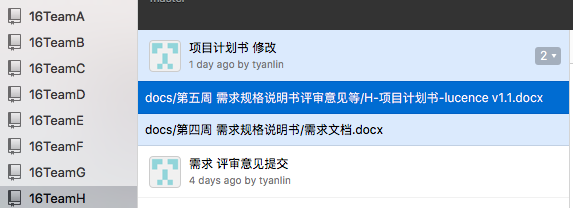 master
16TeamA
16TeamB
16TeamC
16TeamD
16TeamE
16TeamF
16TeamG
16TeamH
项目计划书 修改
1 day ago by tyanlin
2
docs/第五周 需求规格说明书评审意见等/H-项目计划书-lucence v1.1.docx
docs/第四周 需求规格说明书/需求文档.docx
需求 评审意见提交
4 days ago by tyanlin